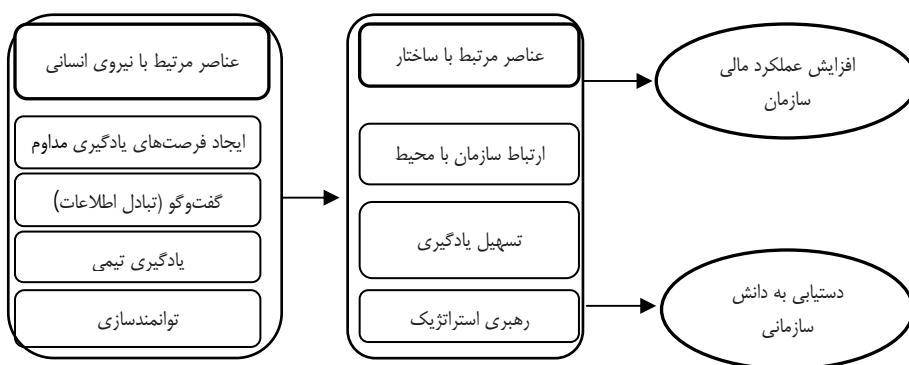 عناصر مرتبط با نیروی انسانی
ایجاد فرصت‌های یادگیری مداوم
گفت‌وگو (تبادل اطلاعات)
یادگیری تیمی
توانمندسازی
عناصر مرتبط با ساختار
ارتباط سازمان با محیط
تسهیل یادگیری
رهبری استراتژیک
افزایش عملکرد مالی
سازمان
دستیابی به دانش
سازمانی